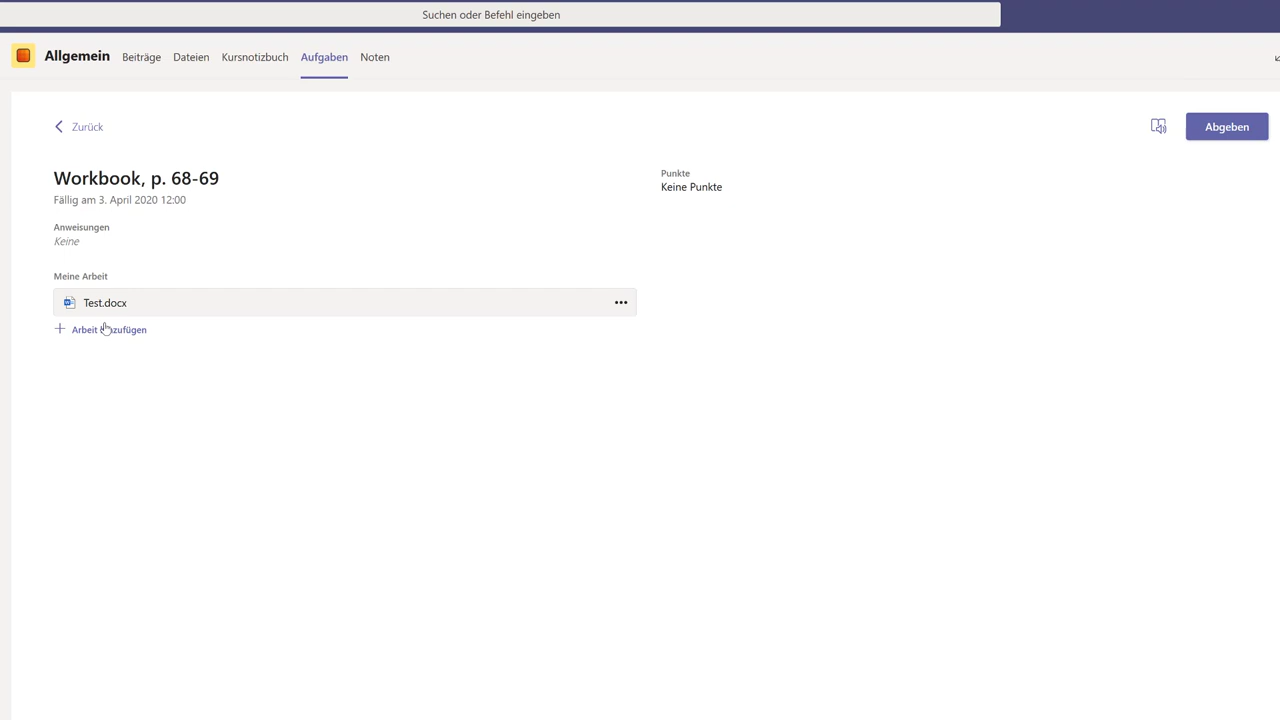 Suchen oder Befehl eingeben
Allgemein Beiträge Dateien Kursnotizbuch Aufgaben Noten
Zurück
Abgeben
Workbook, p. 68-69
Fällig am 3. April 2020 12:00
Punkte
Keine Punkte
Anweisungen
Keine
Meine Arbeit
Test.docx
Arbeit hinzufügen